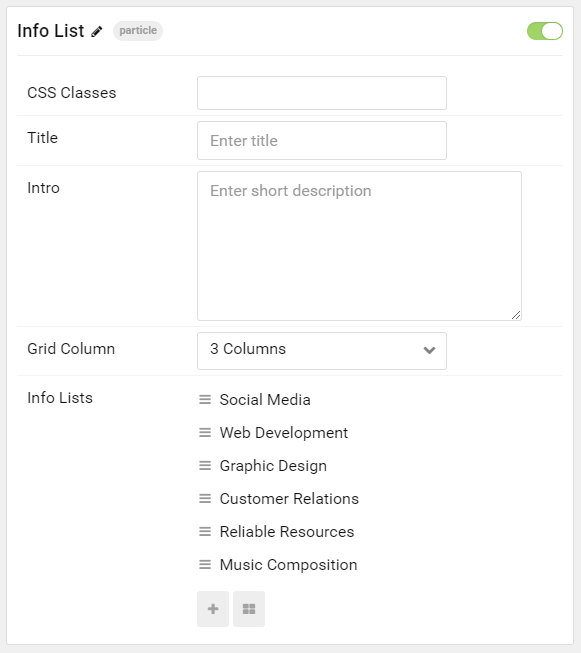 Info List particle
CSS Classes
Title Enter title
Intro Enter short description
Grid Column 3 Columns
Info Lists Social Media
Web Development
Graphic Design
Customer Relations
Reliable Resources
Music Composition